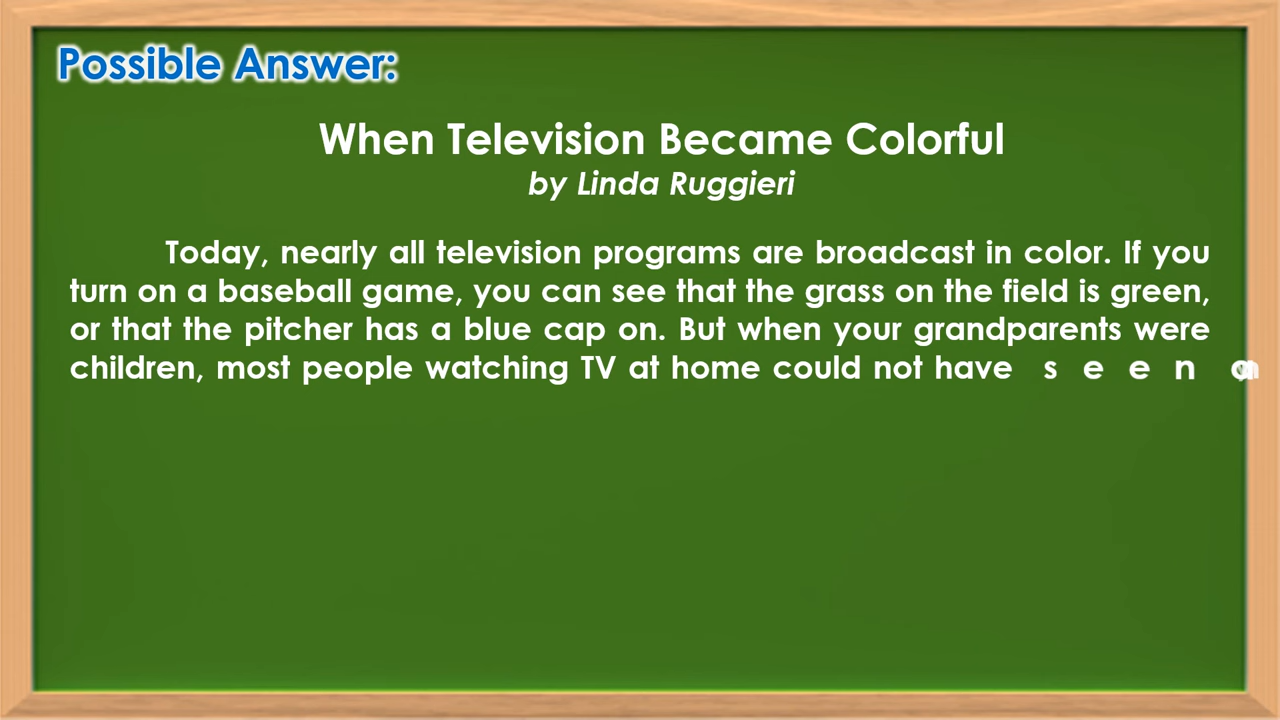 Possible Answer:
When Television Became Colorful
by Linda Ruggieri
Today, nearly all television programs are broadcast in color. If you
turn on a baseball game, you can see that the grass on the field is green,
or that the pitcher has a blue cap on. But when your grandparents were
children, most people watching TV at home could not have seen